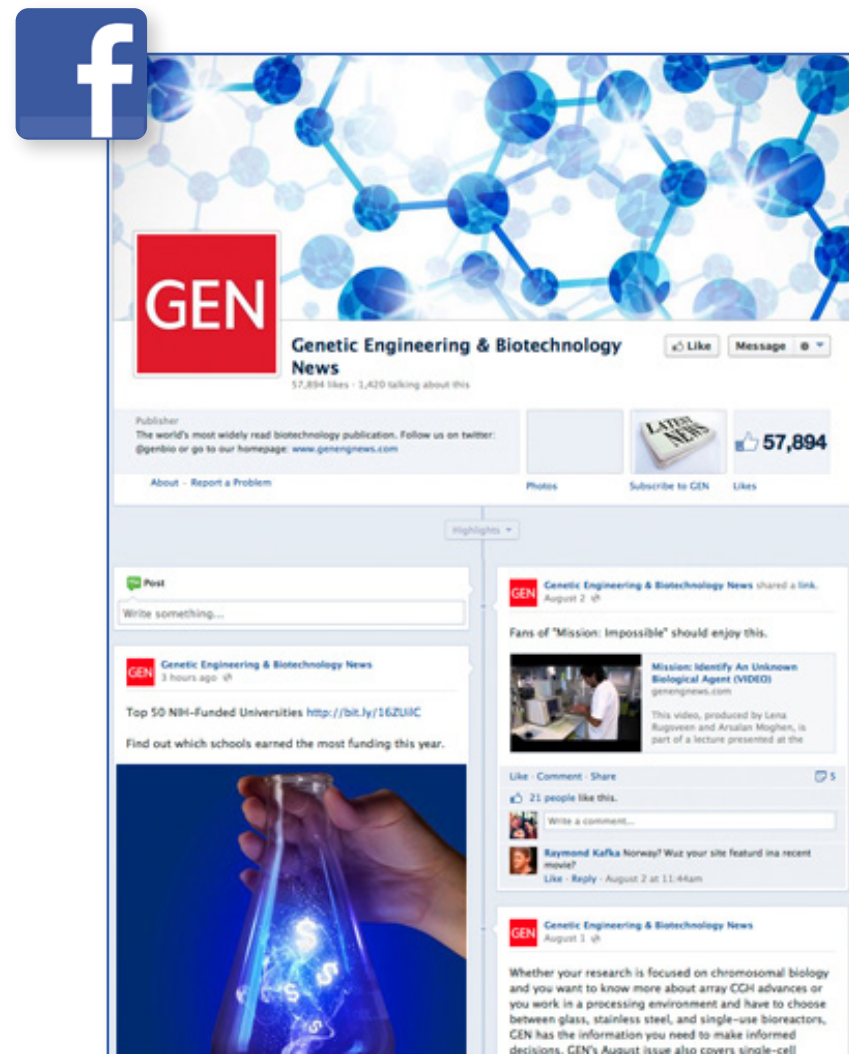 f
GEN
Genetic Engineering & Biotechnology
News
57,894 likes · 1,420 talking about this
Like
Message
Publisher
The world's most widely read biotechnology publication. Follow us on twitter:
@genbio or go to our homepage: www.genengnews.com
About – Report a Problem
LATEST
NEWS
57,894
Photos
Subscribe to GEN
Likes
Highlights
Post
Write something...
GEN
Genetic Engineering & Biotechnology News
3 hours ago
Top 50 NIH-Funded Universities
Find out which schools earned the most funding this year.
$
$
$
$
GEN
Genetic Engineering & Biotechnology News shared a link.
August 2
Fans of "Mission: Impossible" should enjoy this.
Mission: Identify An Unknown
Biological Agent (VIDEO)
genengnews.com
This video, produced by Lena
Rugsveen and Arsalan Moghen, is
part of a lecture presented at the
Like · Comment · Share
5
21 people like this.
Write a comment...
Raymond Kafka Norway? Wuz your site featurd ina recent
movie?
Like · Reply · August 2 at 11:44am
GEN
Genetic Engineering & Biotechnology News
August 1
Whether your research is focused on chromosomal biology
and you want to know more about array CGH advances or
you work in a processing environment and have to choose
between glass, stainless steel, and single-use bioreactors,
GEN has the information you need to make informed
decisions. GEN's August issue also covers single-cell